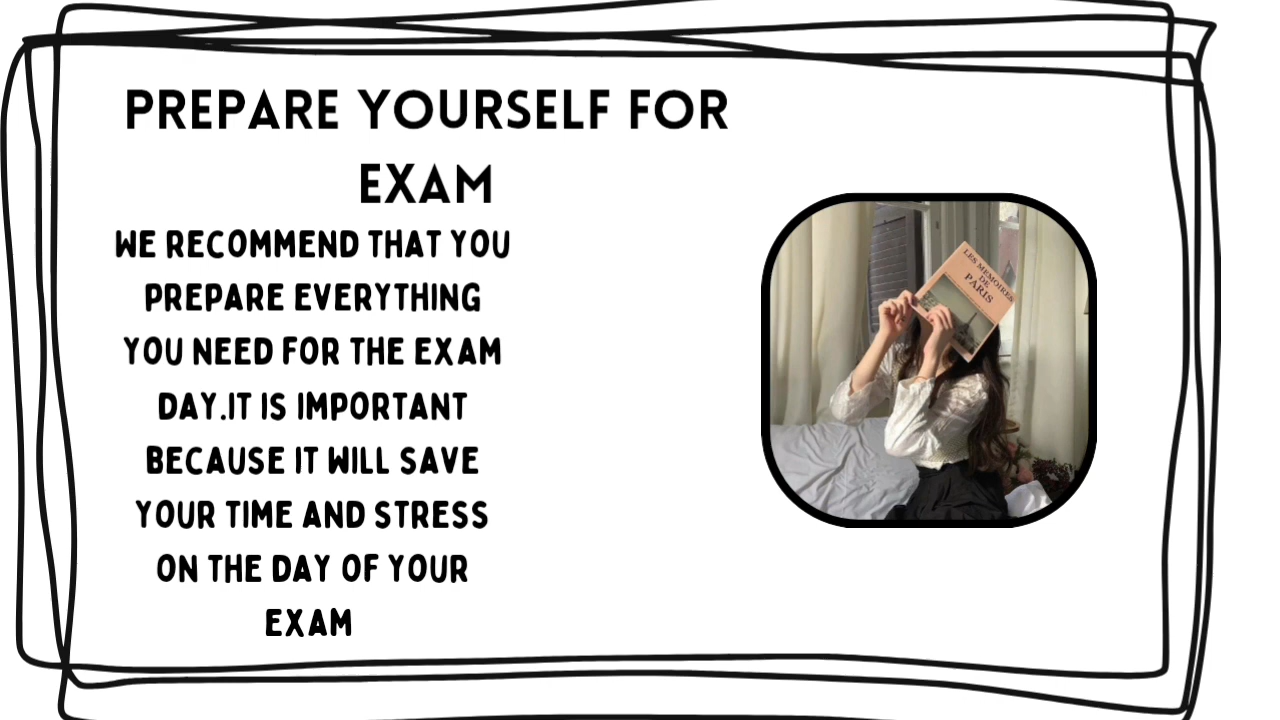 PREPARE YOURSELF FOR
EXAM
WE RECOMMEND THAT YOU
PREPARE EVERYTHING
YOU NEED FOR THE EXAM
DAY.IT IS IMPORTANT
BECAUSE IT WILL SAVE
YOUR TIME AND STRESS
ON THE DAY OF YOUR
EXAM
LES MEMOIRES
DE
PARIS